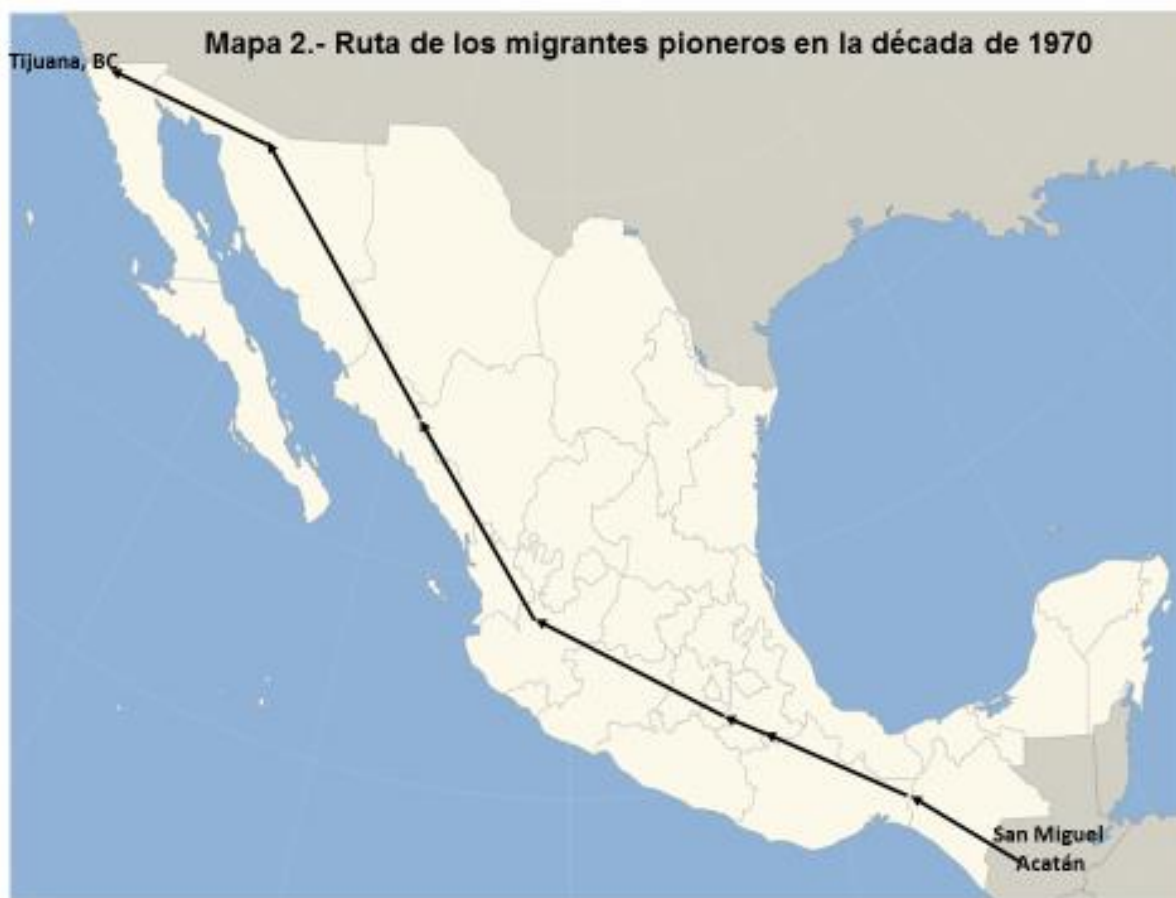 Mapa 2.- Ruta de los migrantes pioneros en la década de 1970
Tijuana, BC
San Miguel
Acatán